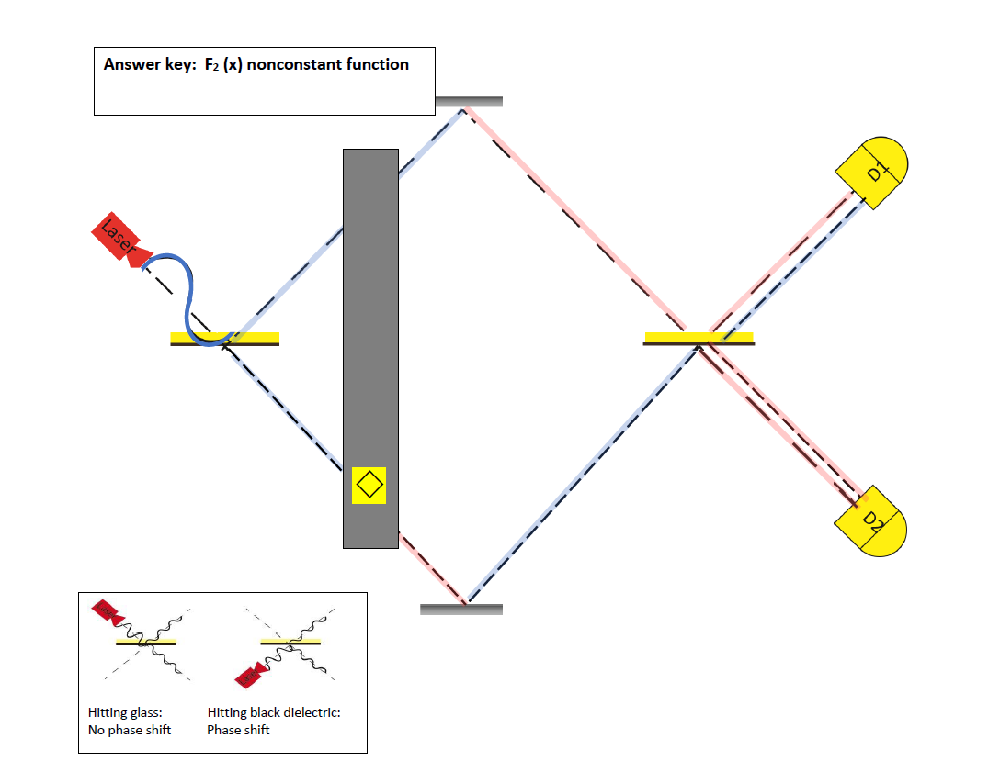 Answer key: F₂ (x) nonconstant function
Laser
D1
D2
Hitting glass:
No phase shift
Hitting black dielectric:
Phase shift